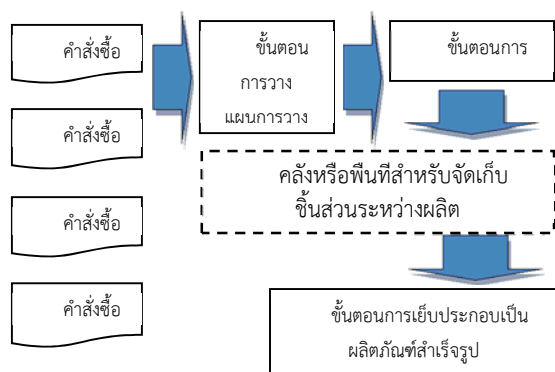 คำสั่งซื้อ
คำสั่งซื้อ
คำสั่งซื้อ
คำสั่งซื้อ
ขั้นตอน
การวาง
แผนการวาง
ขั้นตอนการ
คลังหรือพื้นที่สำหรับจัดเก็บ
ชิ้นส่วนระหว่างผลิต
ขั้นตอนการเย็บประกอบเป็น
ผลิตภัณฑ์สำเร็จรูป